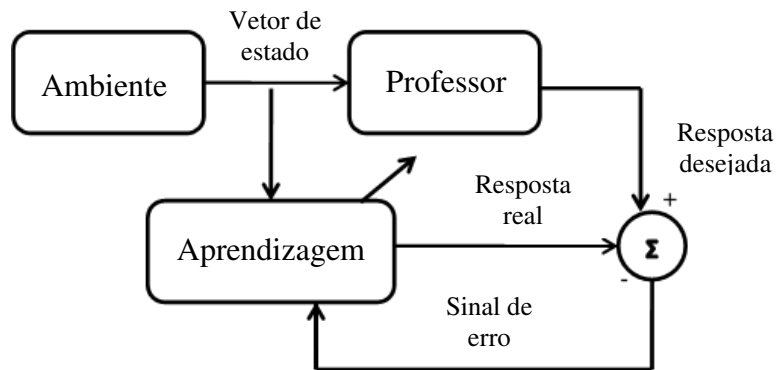 Vetor de
estado
Ambiente
Professor
Resposta
desejada
Aprendizagem
Resposta
real
+
Σ
-
Sinal de
erro